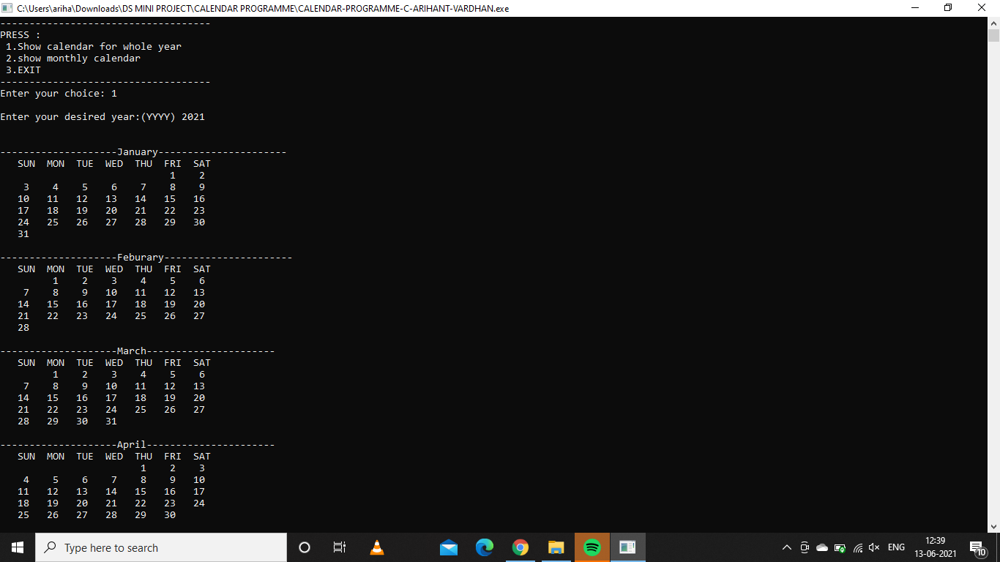 C:\Users\ariha\Downloads\DS MINI PROJECT\CALENDAR PROGRAMME\CALENDAR-PROGRAMME-C-ARIHANT-VARDHAN.exe
------------------------------------
PRESS :
 1.Show calendar for whole year
 2.show monthly calendar
 3.EXIT
------------------------------------
Enter your choice: 1
Enter your desired year:(YYYY) 2021
--------------------January----------------------
   SUN  MON  TUE  WED  THU  FRI  SAT
                             1    2
    3    4    5    6    7    8    9
   10   11   12   13   14   15   16
   17   18   19   20   21   22   23
   24   25   26   27   28   29   30
   31
--------------------Feburary----------------------
   SUN  MON  TUE  WED  THU  FRI  SAT
         1    2    3    4    5    6
    7    8    9   10   11   12   13
   14   15   16   17   18   19   20
   21   22   23   24   25   26   27
   28
--------------------March----------------------
   SUN  MON  TUE  WED  THU  FRI  SAT
         1    2    3    4    5    6
    7    8    9   10   11   12   13
   14   15   16   17   18   19   20
   21   22   23   24   25   26   27
   28   29   30   31
--------------------April----------------------
   SUN  MON  TUE  WED  THU  FRI  SAT
                        1    2    3
    4    5    6    7    8    9   10
   11   12   13   14   15   16   17
   18   19   20   21   22   23   24
   25   26   27   28   29   30
Type here to search
ENG
12:39
13-06-2021
10